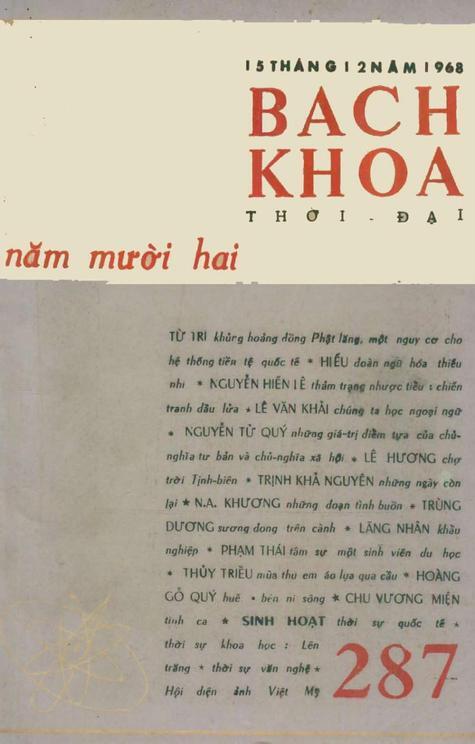 15 THÁNG 12 NĂM 1968
BACH
KHOA
THỜI - ĐẠI
năm mười hai
TỪ TRÌ khủng hoảng đồng Phật lăng, một nguy cơ cho
hệ thống tiền tệ quốc tế * HIẾU đoàn ngũ hóa thiếu
nhi * NGUYỄN HIẾN LÊ thảm trạng nhược tiểu : chiến
tranh dầu lửa * LÊ VĂN KHẢI chúng ta học ngoại ngữ
* NGUYỄN TỬ QUÝ những giá-trị điểm tựa của chủ-
nghĩa tư bản và chủ-nghĩa xã hội * LÊ HƯƠNG chợ
trời Tịnh-biên * TRỊNH KHẢ NGUYÊN những ngày còn
lại * N.A. KHƯƠNG những đoạn tình buồn * TRÙNG
DƯƠNG sương đong trên cành * LÃNG NHÂN khẩu
nghiệp * PHẠM THÁI tâm sự một sinh viên du học
* THỦY TRIỀU mùa thu em áo lụa qua cầu * HOÀNG
GỖ QUÝ huế * bên ni sông * CHU VƯƠNG MIỆN
tình ca * SINH HOẠT thời sự quốc tế *
thời sự khoa học : Lên
trăng * thời sự văn nghệ *
Hội diện ảnh Việt Mỹ
287